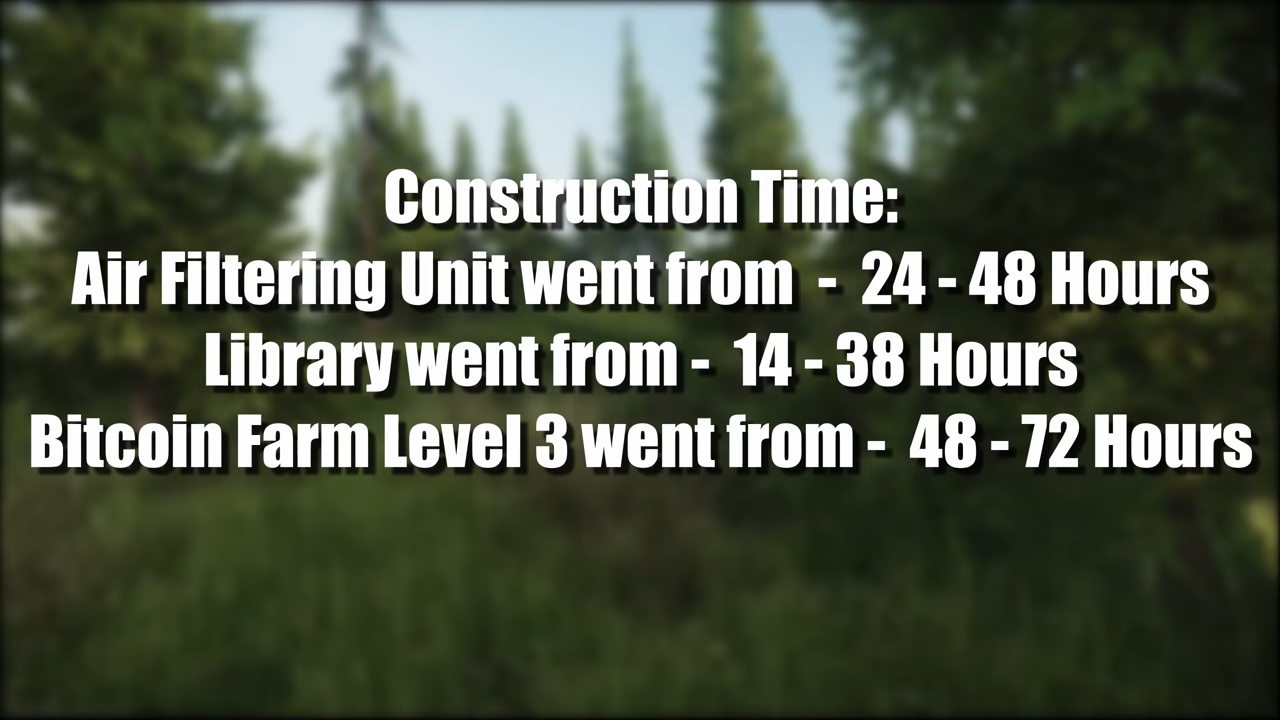 Construction Time:
Air Filtering Unit went from - 24 - 48 Hours
Library went from - 14 - 38 Hours
Bitcoin Farm Level 3 went from - 48 - 72 Hours